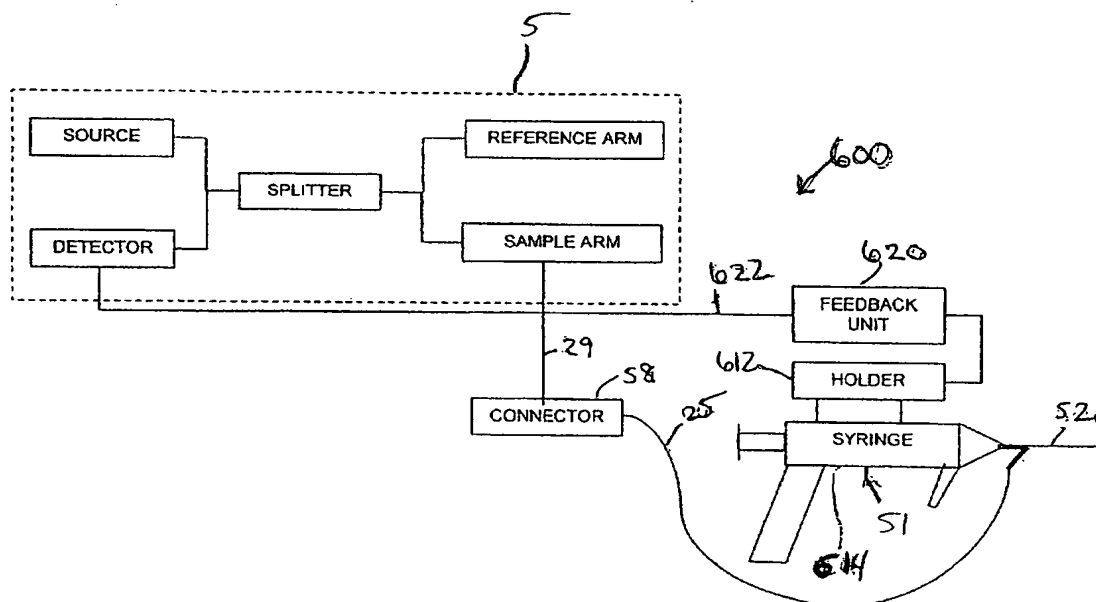 5
SOURCE
REFERENCE ARM
600
SPLITTER
DETECTOR
SAMPLE ARM
620
622
FEEDBACK
UNIT
29
612
HOLDER
58
CONNECTOR
25
52
SYRINGE
51
614